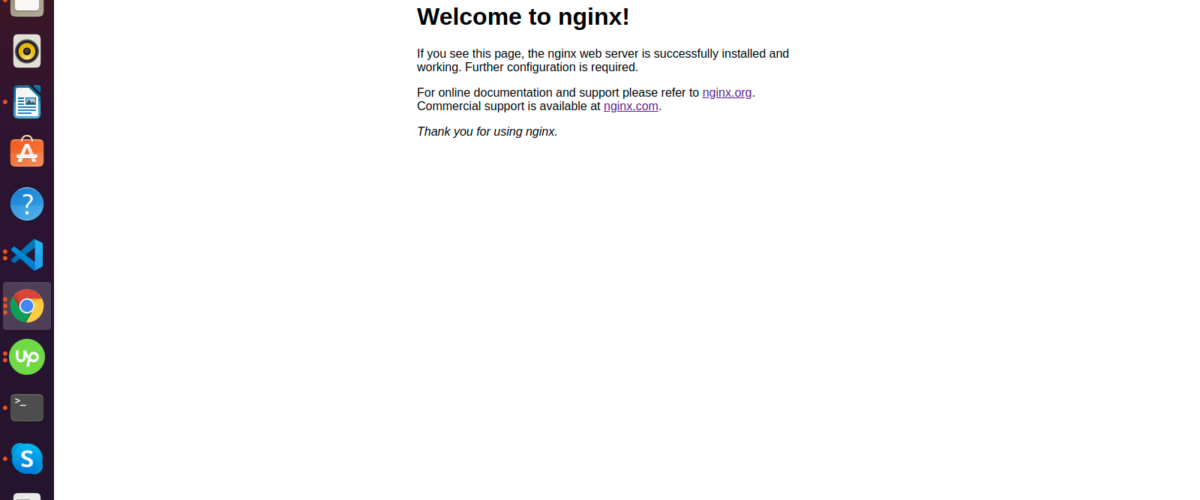 Welcome to nginx!
If you see this page, the nginx web server is successfully installed and
working. Further configuration is required.
For online documentation and support please refer to nginx.org.
Commercial support is available at nginx.com.
Thank you for using nginx.
A
?
up
>_
S